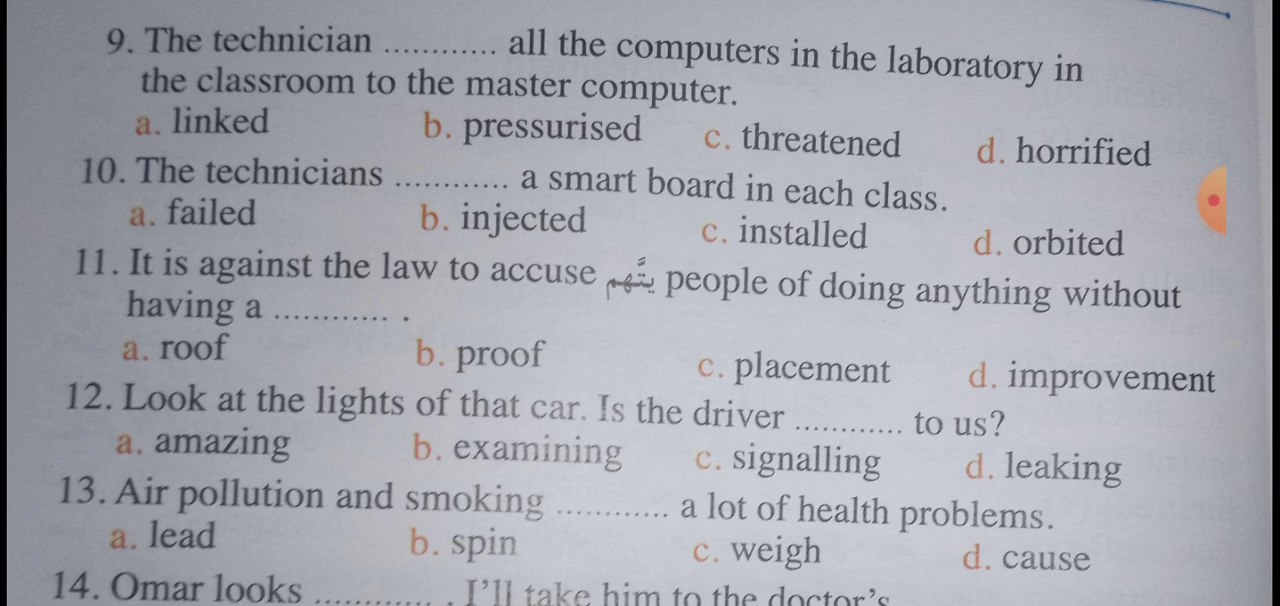 9. The technician ............ all the computers in the laboratory in
the classroom to the master computer.
a. linked b. pressurised c. threatened d. horrified
10. The technicians ............ a smart board in each class.
a. failed b. injected c. installed d. orbited
11. It is against the law to accuse يتَّهم people of doing anything without
having a ............ .
a. roof b. proof c. placement d. improvement
12. Look at the lights of that car. Is the driver ............ to us?
a. amazing b. examining c. signalling d. leaking
13. Air pollution and smoking ............ a lot of health problems.
a. lead b. spin c. weigh d. cause
14. Omar looks ............ . I'll take him to the doctor's